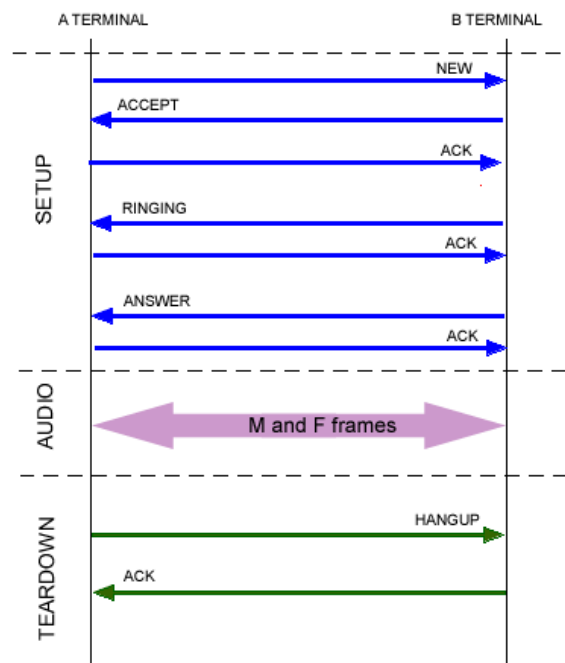 A TERMINAL
B TERMINAL
SETUP
NEW
ACCEPT
ACK
RINGING
ACK
ANSWER
ACK
AUDIO
M and F frames
TEARDOWN
HANGUP
ACK